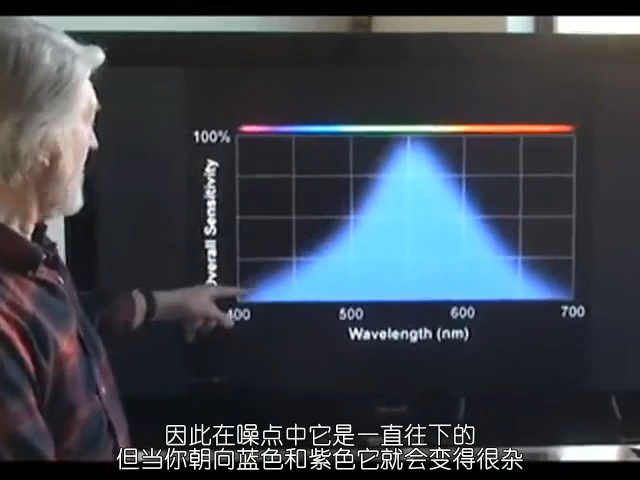 100%
Overall Sensitivity
400 500 600 700
Wavelength (nm)
因此在噪点中它是一直往下的
但当你朝向蓝色和紫色它就会变得很杂